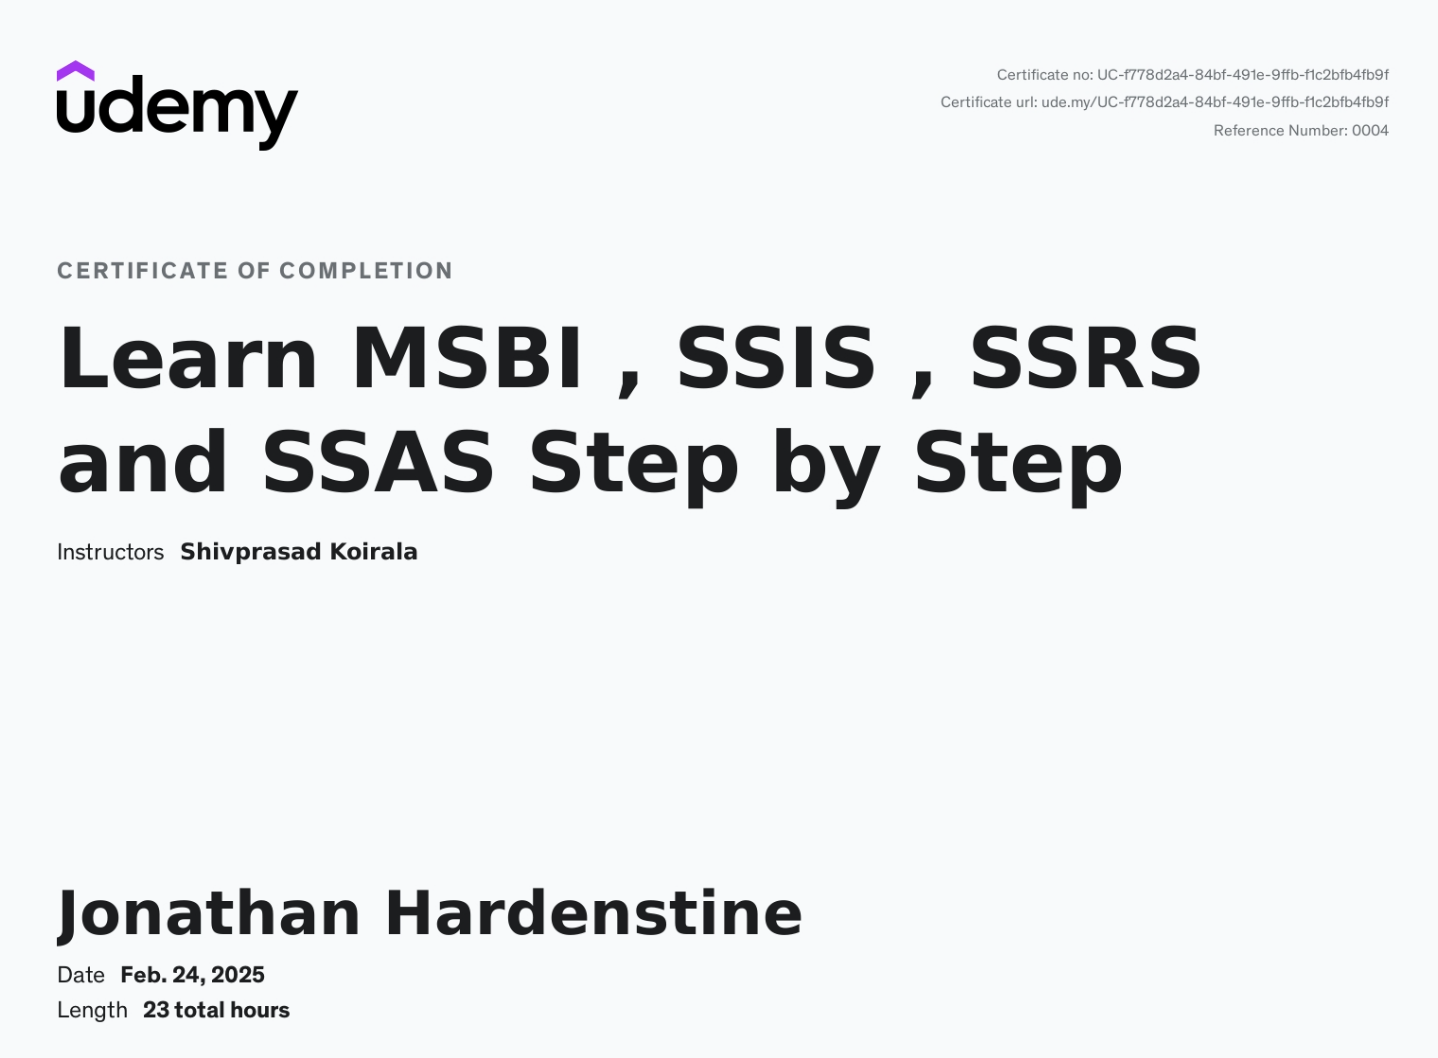 udemy
Certificate no: UC-f778d2a4-84bf-491e-9ffb-f1c2bfb4fb9f
Certificate url: ude.my/UC-f778d2a4-84bf-491e-9ffb-f1c2bfb4fb9f
Reference Number: 0004
CERTIFICATE OF COMPLETION
Learn MSBI , SSIS , SSRS
and SSAS Step by Step
Instructors Shivprasad Koirala
Jonathan Hardenstine
Date Feb. 24, 2025
Length 23 total hours